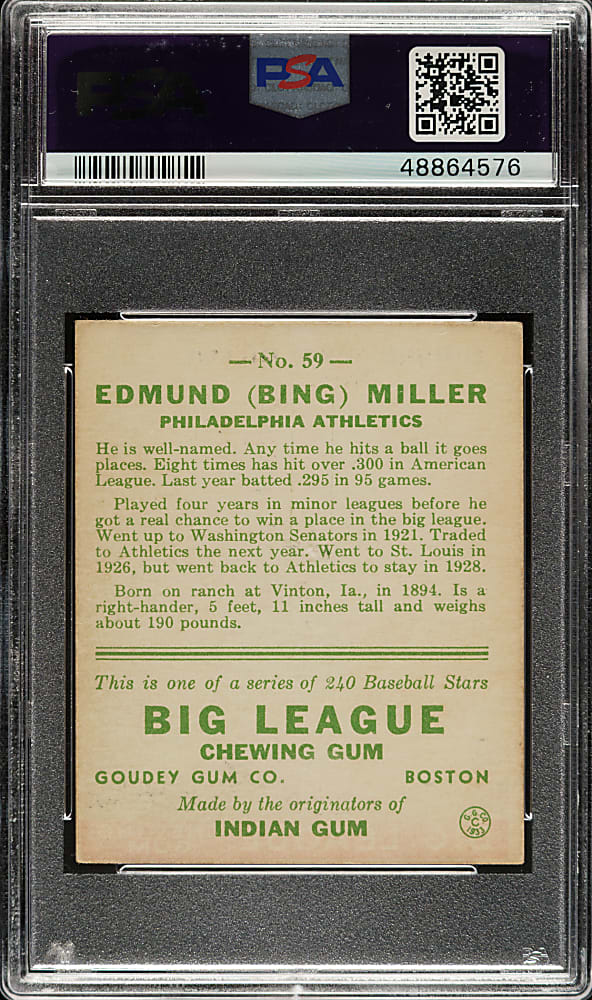 PSA
48864576
— No. 59 —
EDMUND (BING) MILLER
PHILADELPHIA ATHLETICS
He is well-named. Any time he hits a ball it goes
places. Eight times has hit over .300 in American
League. Last year batted .295 in 95 games.
Played four years in minor leagues before he
got a real chance to win a place in the big league.
Went up to Washington Senators in 1921. Traded
to Athletics the next year. Went to St. Louis in
1926, but went back to Athletics to stay in 1928.
Born on ranch at Vinton, Ia., in 1894. Is a
right-hander, 5 feet, 11 inches tall and weighs
about 190 pounds.
This is one of a series of 240 Baseball Stars
BIG LEAGUE
CHEWING GUM
GOUDEY GUM CO. BOSTON
Made by the originators of
INDIAN GUM
G. G. CO.
C
1933